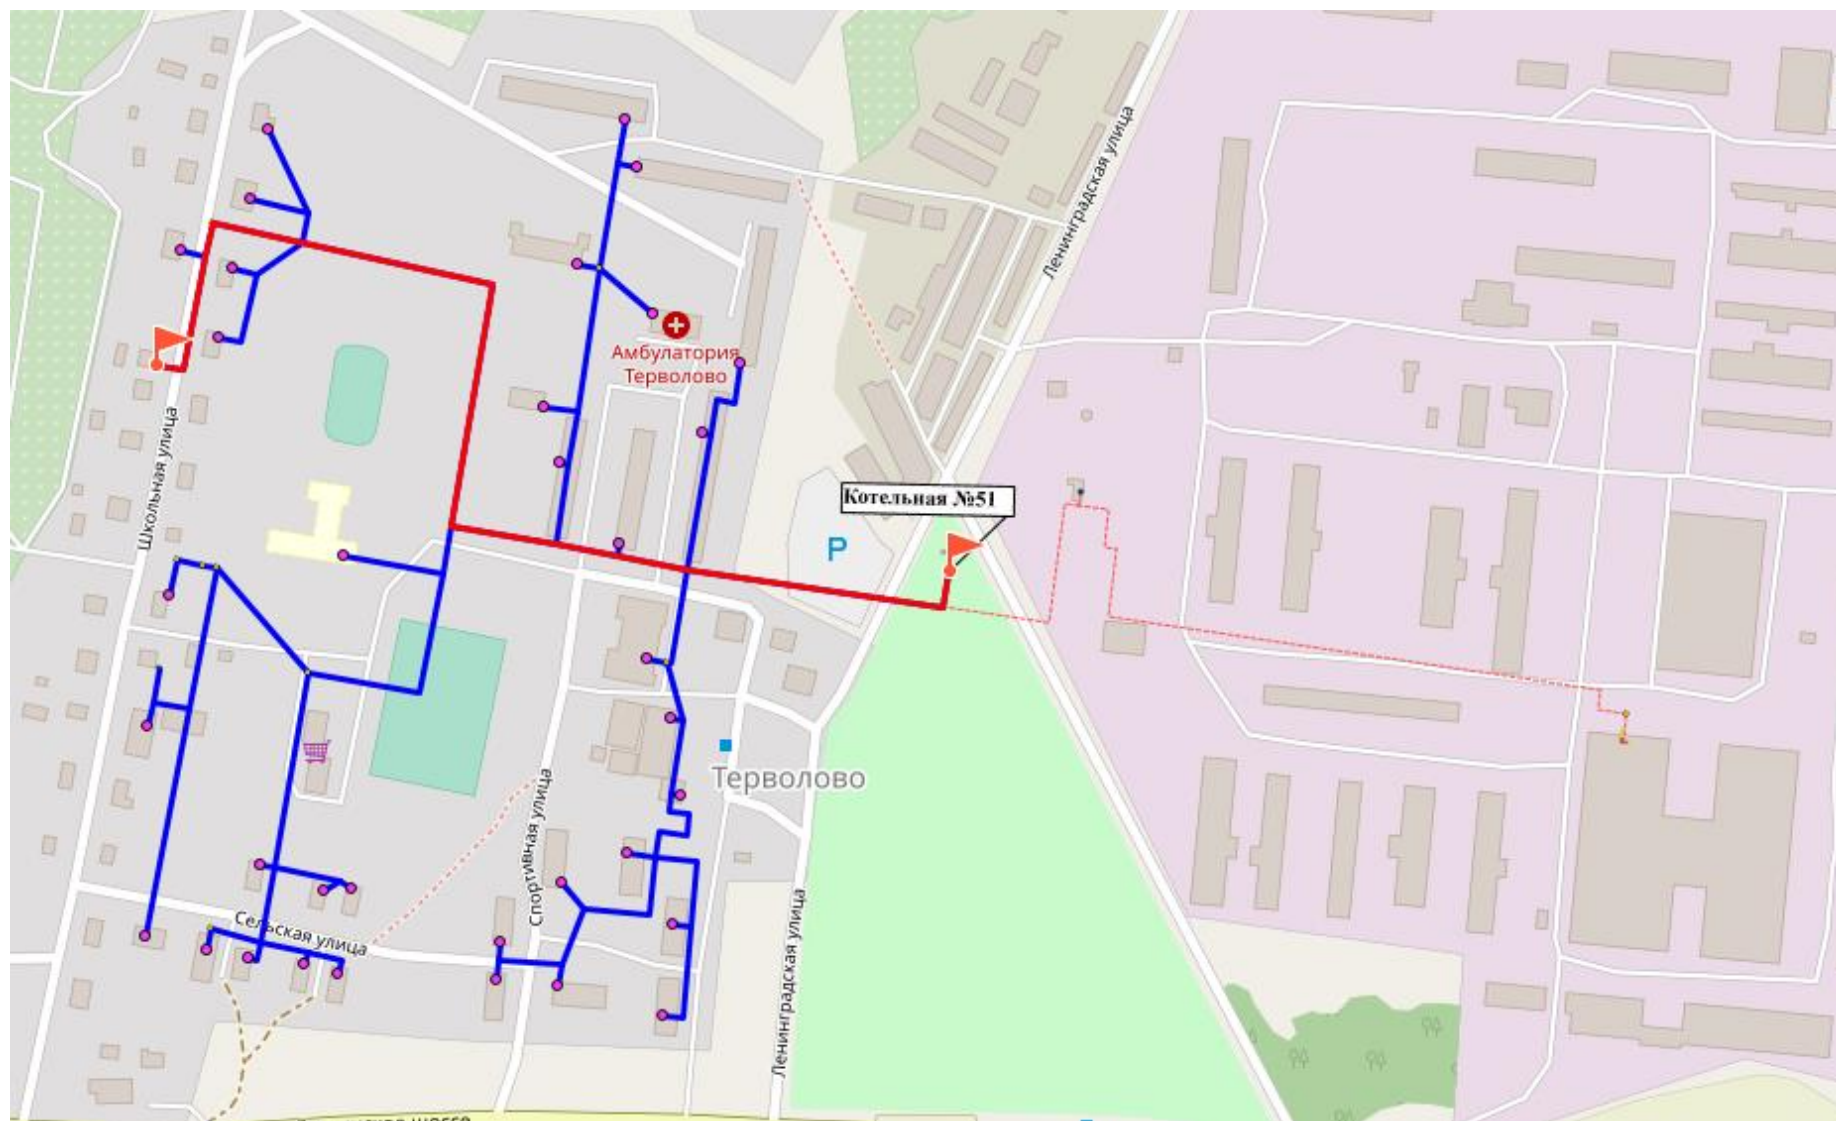 Ленинградская улица
Амбулатория
Терволово
Школьная улица
Котельная №51
P
Терволово
Спортивная улица
Сельская улица
Ленинградская улица